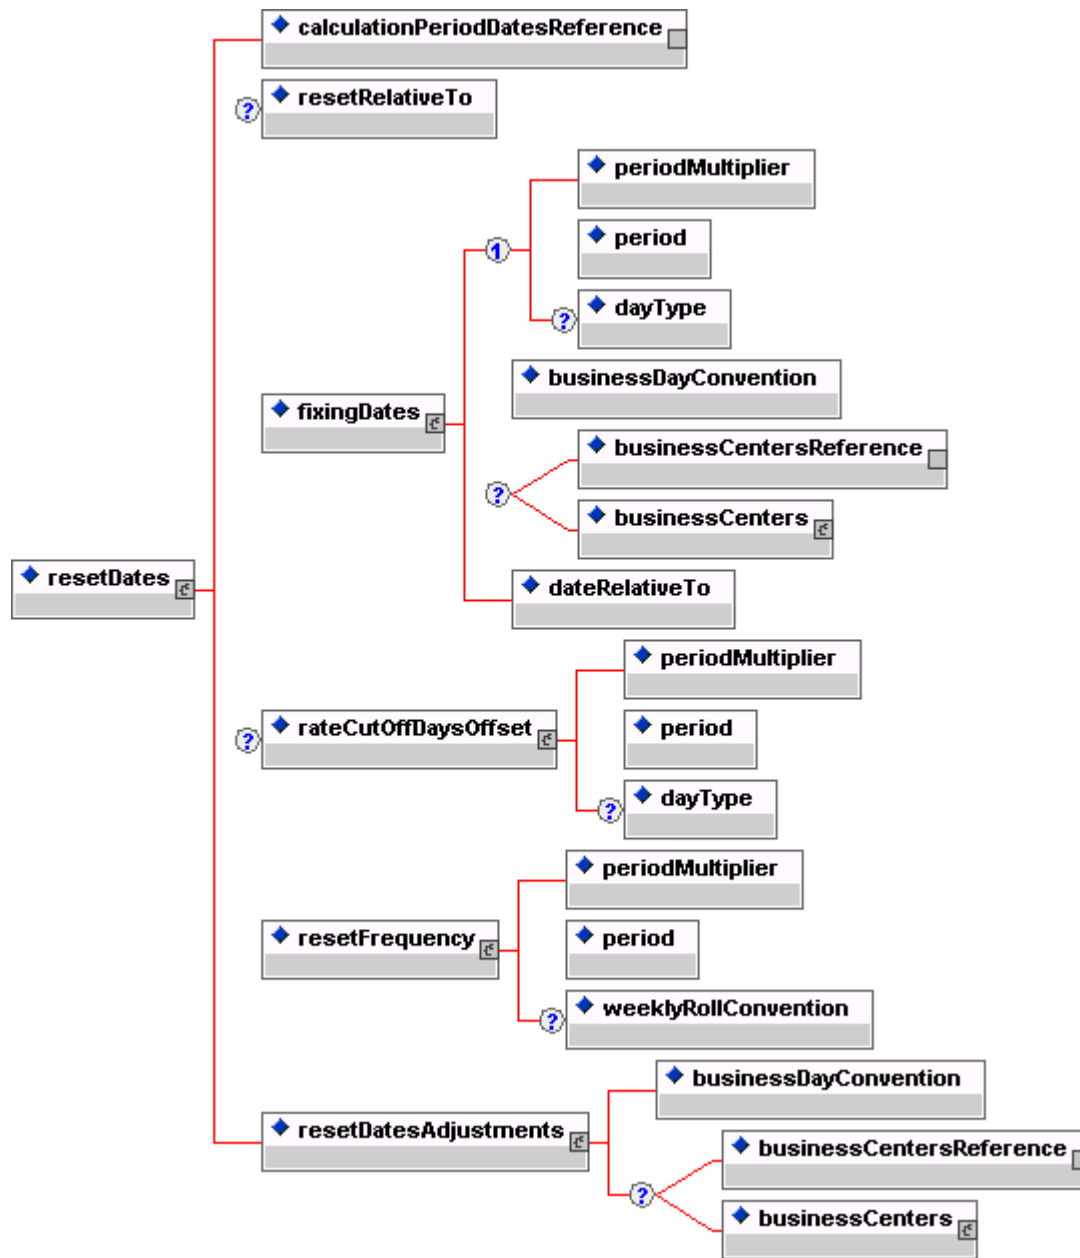 calculationPeriodDatesReference
? resetRelativeTo
periodMultiplier
1
period
? dayType
businessDayConvention
fixingDates
businessCentersReference
?
businessCenters
resetDates
dateRelativeTo
periodMultiplier
? rateCutOffDaysOffset
period
? dayType
periodMultiplier
resetFrequency
period
? weeklyRollConvention
businessDayConvention
resetDatesAdjustments
businessCentersReference
?
businessCenters